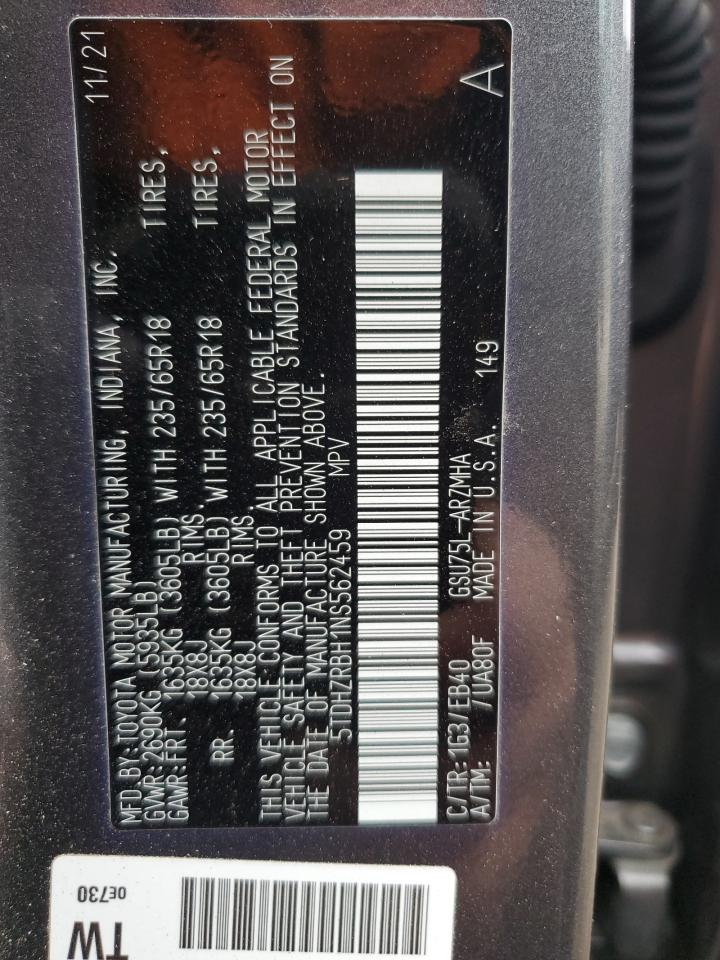 MFD BY: TOYOTA MOTOR MANUFACTURING, INDIANA, INC. 11/21
GVWR: 2690KG (5935LB)
GAWR: FRT. 1635KG (3605LB) WITH 235/65R18 TIRES,
18X8J RIMS,
RR. 1635KG (3605LB) WITH 235/65R18 TIRES,
18X8J RIMS,
THIS VEHICLE CONFORMS TO ALL APPLICABLE FEDERAL MOTOR
VEHICLE SAFETY AND THEFT PREVENTION STANDARDS IN EFFECT ON
THE DATE OF MANUFACTURE SHOWN ABOVE.
5TDHZRBH1NS562459 MPV
C/TR: 1G3/EB40 GSU75L-ARZMHA
A/TM: /UA80F MADE IN U.S.A. 149 A
0E730
TW